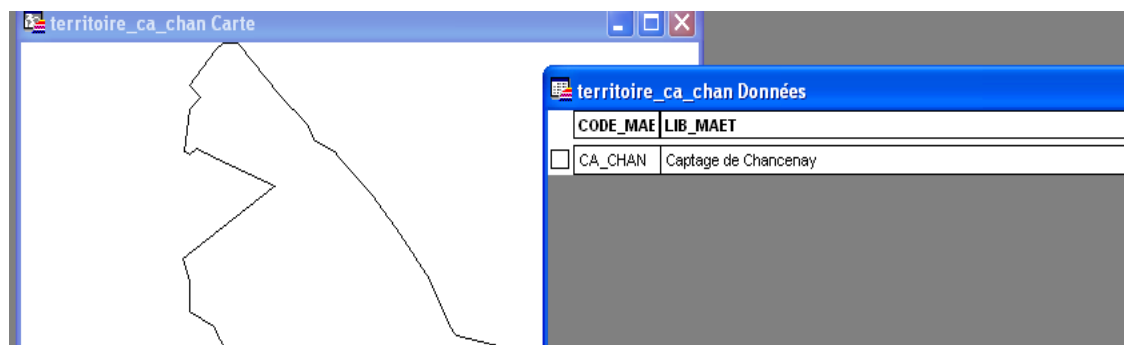 territoire_ca_chan Carte
territoire_ca_chan Données
CODE_MAE LIB_MAET
CA_CHAN Captage de Chancenay